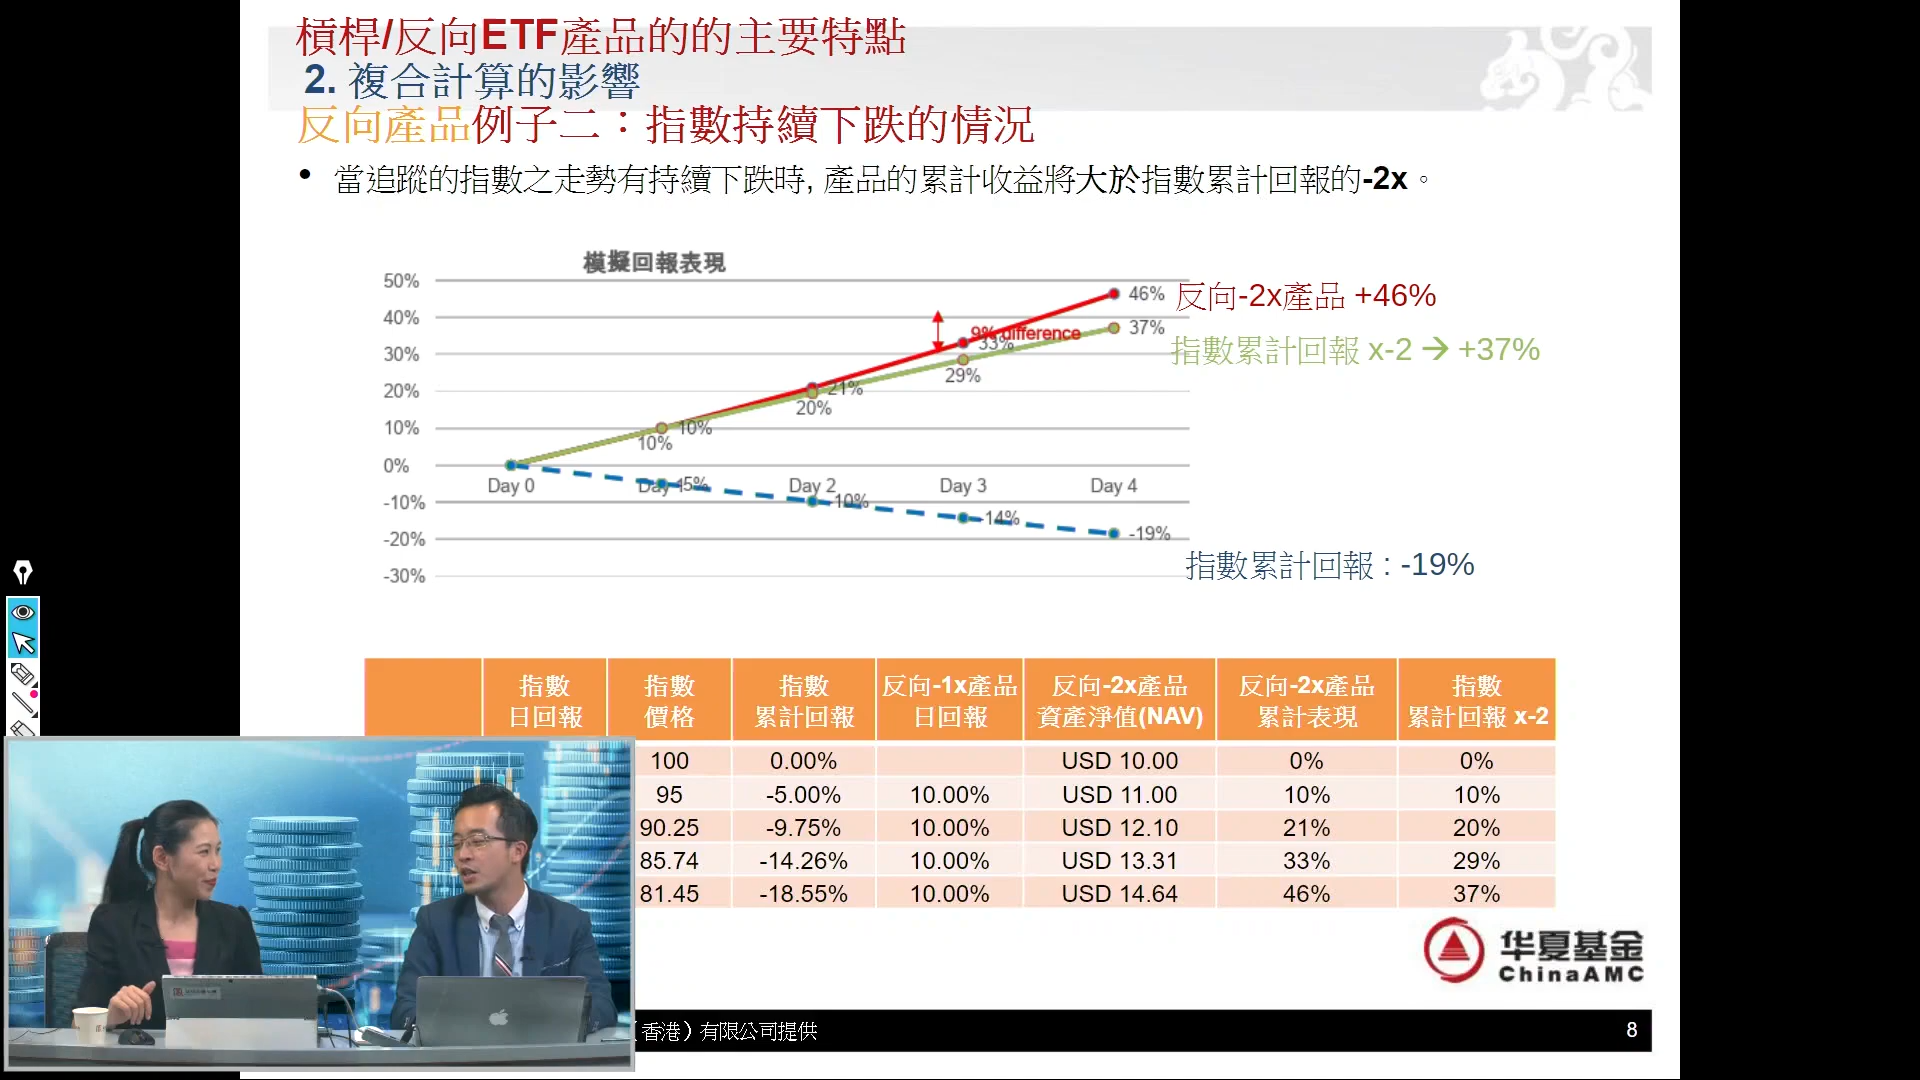 槓桿/反向ETF產品的的主要特點
2. 複合計算的影響
反向產品例子二：指數持續下跌的情況
• 當追蹤的指數之走勢有持續下跌時, 產品的累計收益將大於指數累計回報的-2x。
模擬回報表現
50%
40%
30%
20%
10%
0%
-10%
-20%
-30%
Day 0 Day 1 Day 2 Day 3 Day 4
46%
37%
9% difference
33%
29%
21%
20%
10%
10%
-5%
-10%
-14%
-19%
反向-2x產品 +46%
指數累計回報 x-2 → +37%
指數累計回報 : -19%
指數 日回報 指數 價格 指數 累計回報 反向-1x產品 日回報 反向-2x產品 資產淨值(NAV) 反向-2x產品 累計表現 指數 累計回報 x-2
100 0.00% USD 10.00 0% 0%
95 -5.00% 10.00% USD 11.00 10% 10%
90.25 -9.75% 10.00% USD 12.10 21% 20%
85.74 -14.26% 10.00% USD 13.31 33% 29%
81.45 -18.55% 10.00% USD 14.64 46% 37%
华夏基金
ChinaAMC
（香港）有限公司提供
8